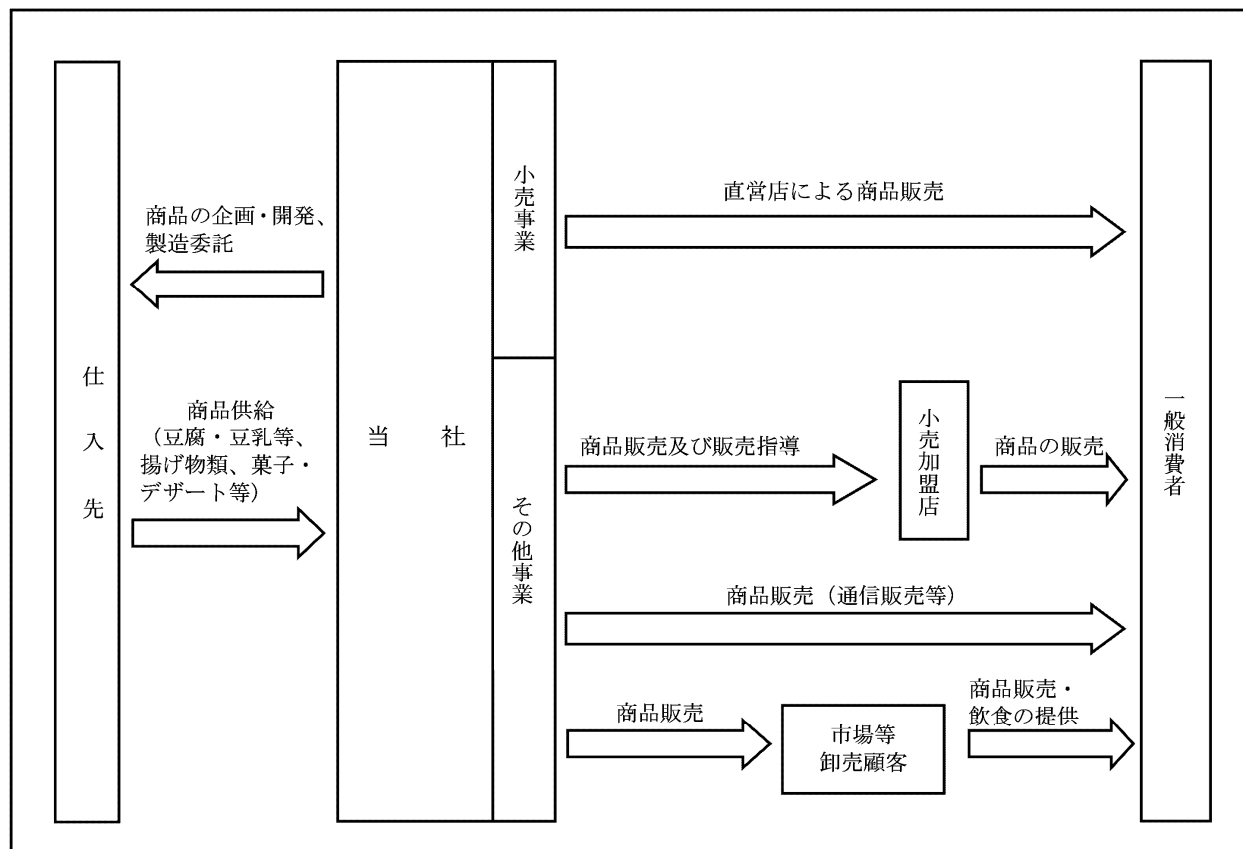 仕入先
商品の企画・開発、
製造委託
商品供給
（豆腐・豆乳等、
揚げ物類、菓子・
デザート等）
当社
小売事業
その他事業
直営店による商品販売
商品販売及び販売指導
小売加盟店
商品の販売
商品販売（通信販売等）
商品販売
市場等
卸売顧客
商品販売・
飲食の提供
一般消費者